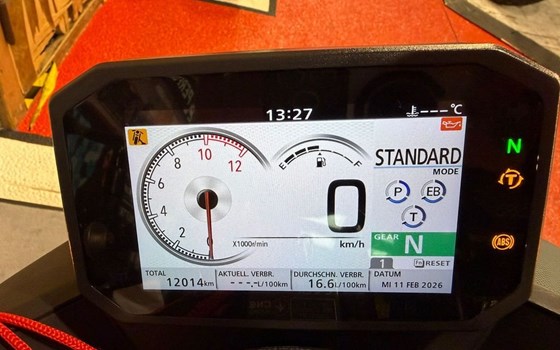 13:27
---°C
10
8
12
6
4
2
0
X1000r/min
E
F
0
km/h
STANDARD
MODE
P
EB
T
GEAR
N
1
RESET
TOTAL
12014km
AKTUELL. VERBR.
---.-L/100km
DURCHSCHN. VERBR.
16.6L/100km
DATUM
MI 11 FEB 2026
N
T
ABS